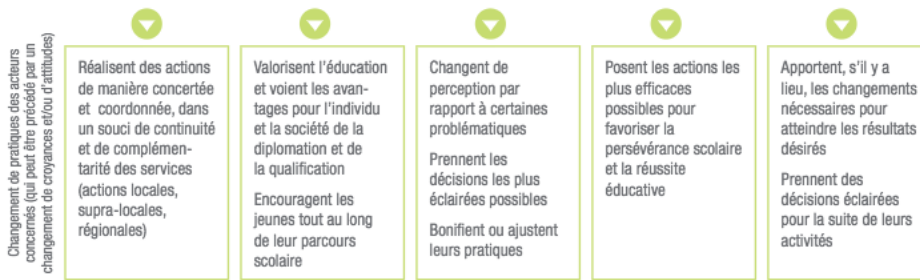 Changement de pratiques des acteurs
concernés (qui peut être précédé par un
changement de croyances et/ou d'attitudes)
Réalisent des actions
de manière concertée
et coordonnée, dans
un souci de continuité
et de complémen-
tarité des services
(actions locales,
supra-locales,
régionales)
Valorisent l'éducation
et voient les avan-
tages pour l'individu
et la société de la
diplomation et de
la qualification
Encouragent les
jeunes tout au long
de leur parcours
scolaire
Changent de
perception par
rapport à certaines
problématiques
Prennent les
décisions les plus
éclairées possibles
Bonifient ou ajustent
leurs pratiques
Posent les actions les
plus efficaces
possibles pour
favoriser la
persévérance scolaire
et la réussite
éducative
Apportent, s'il y a
lieu, les changements
nécessaires pour
atteindre les résultats
désirés
Prennent des
décisions éclairées
pour la suite de leurs
activités